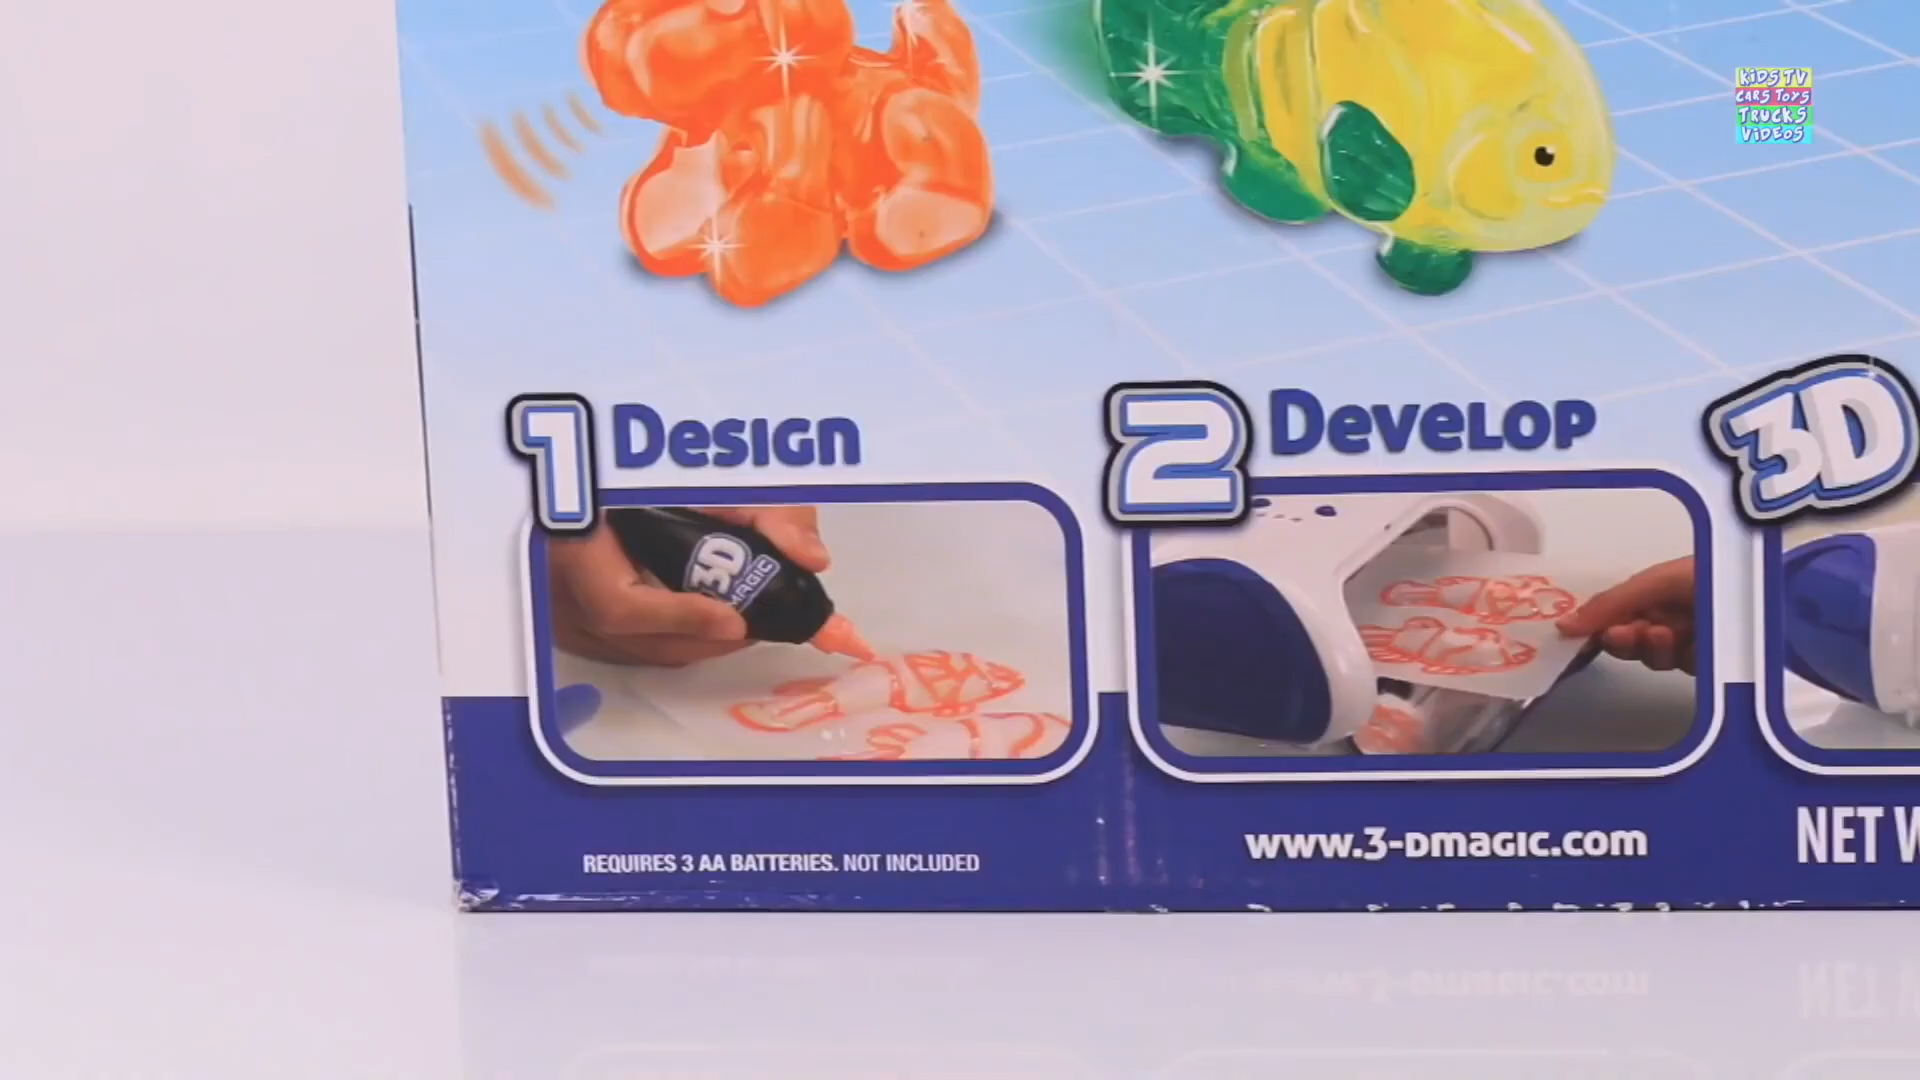 KiDS TV
CARS TOYS
TRUCKS
ViDEOS
1 Design
2 Develop
3D
3D
MAGIC
www.3-Dmagic.com
NET
REQUIRES 3 AA BATTERIES. NOT INCLUDED